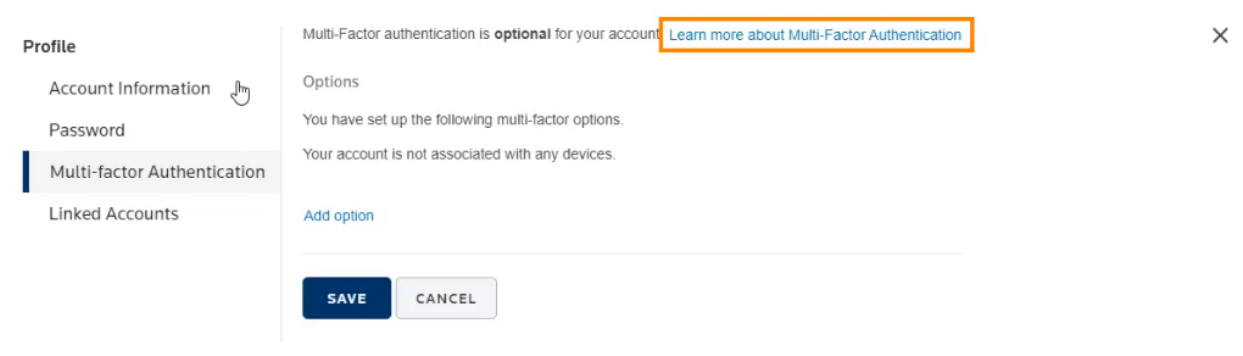 Profile
Account Information
Password
Multi-factor Authentication
Linked Accounts
Multi-Factor authentication is optional for your account Learn more about Multi-Factor Authentication
Options
You have set up the following multi-factor options.
Your account is not associated with any devices.
Add option
SAVE CANCEL